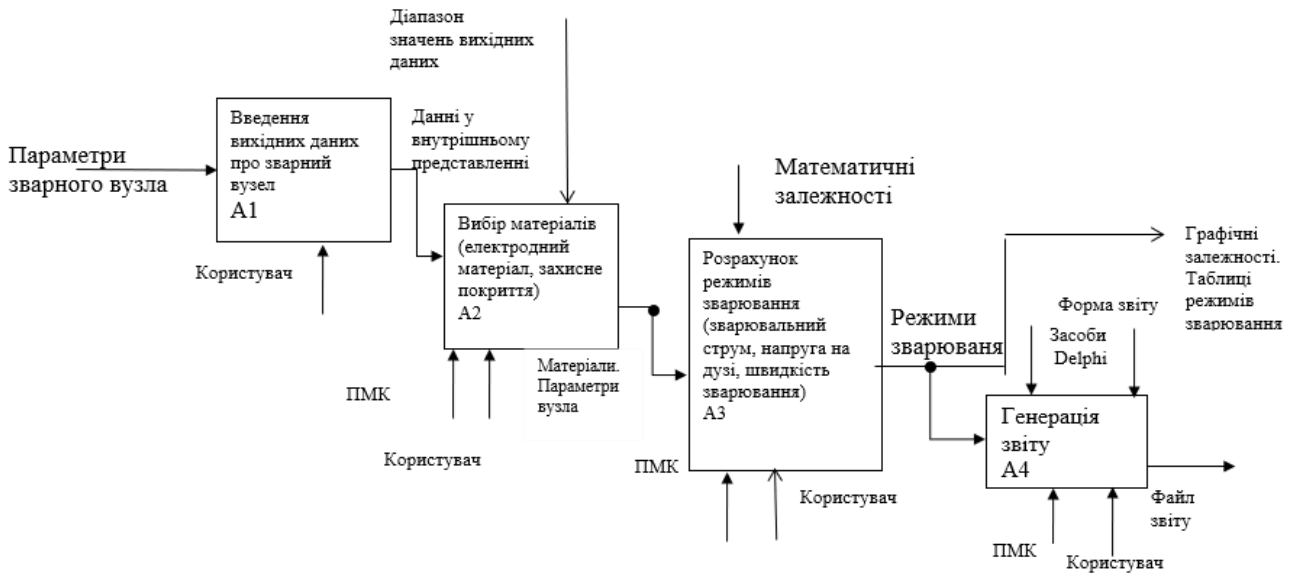 Діапазон
значень вихідних
даних
Введення
вихідних даних
про зварний
вузел
А1
Данні у
внутрішньому
представленні
Параметри
зварного вузла
Користувач
Вибір матеріалів
(електродний
матеріал, захисне
покриття)
А2
Математичні
залежності
Розрахунок
режимів
зварювання
(зварювальний
струм, напруга на
дузі, швидкість
зварювання)
А3
Графічні
залежності.
Таблиці
режимів
зварювання
Форма звіту
Засоби
Delphi
Режими
зварюваня
Матеріали.
Параметри
вузла
ПМК
Користувач
Генерація
звіту
А4
ПМК
Користувач
Файл
звіту
ПМК
Користувач